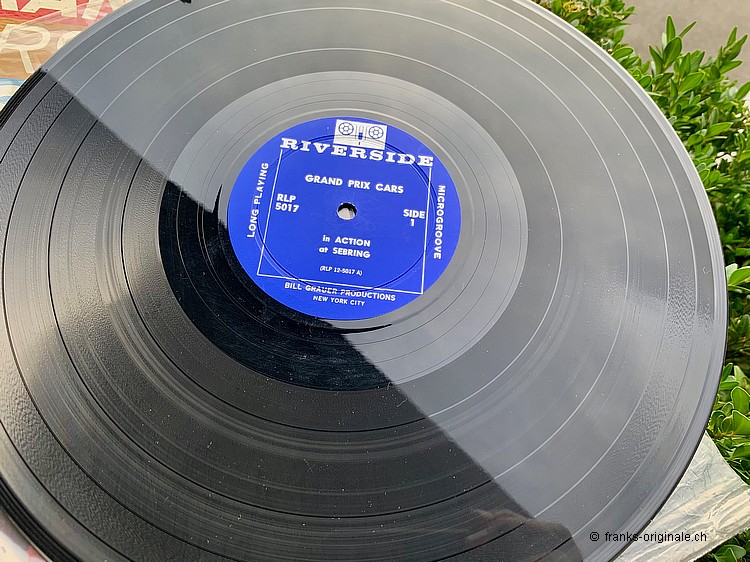 RIVERSIDE
GRAND PRIX CARS
LONG PLAYING
MICROGROOVE
RLP
5017
SIDE
1
in ACTION
at SEBRING
(RLP 12-5017 A)
BILL GRAUER PRODUCTIONS
NEW YORK CITY
© franks-originale.ch